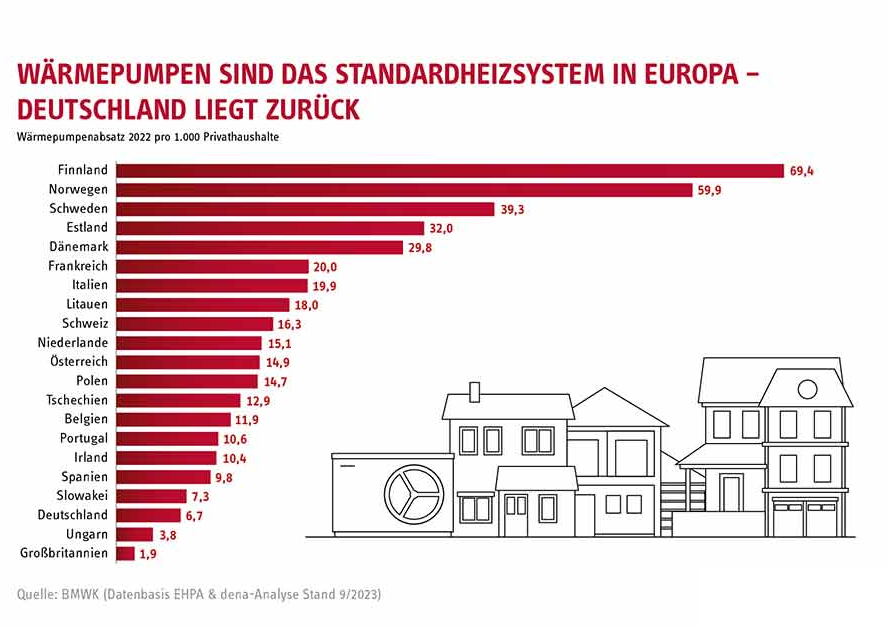 WÄRMEPUMPEN SIND DAS STANDARDHEIZSYSTEM IN EUROPA –
DEUTSCHLAND LIEGT ZURÜCK
Wärmepumpenabsatz 2022 pro 1.000 Privathaushalte
Finnland 69,4
Norwegen 59,9
Schweden 39,3
Estland 32,0
Dänemark 29,8
Frankreich 20,0
Italien 19,9
Litauen 18,0
Schweiz 16,3
Niederlande 15,1
Österreich 14,9
Polen 14,7
Tschechien 12,9
Belgien 11,9
Portugal 10,6
Irland 10,4
Spanien 9,8
Slowakei 7,3
Deutschland 6,7
Ungarn 3,8
Großbritannien 1,9
Quelle: BMWK (Datenbasis EHPA & dena-Analyse Stand 9/2023)